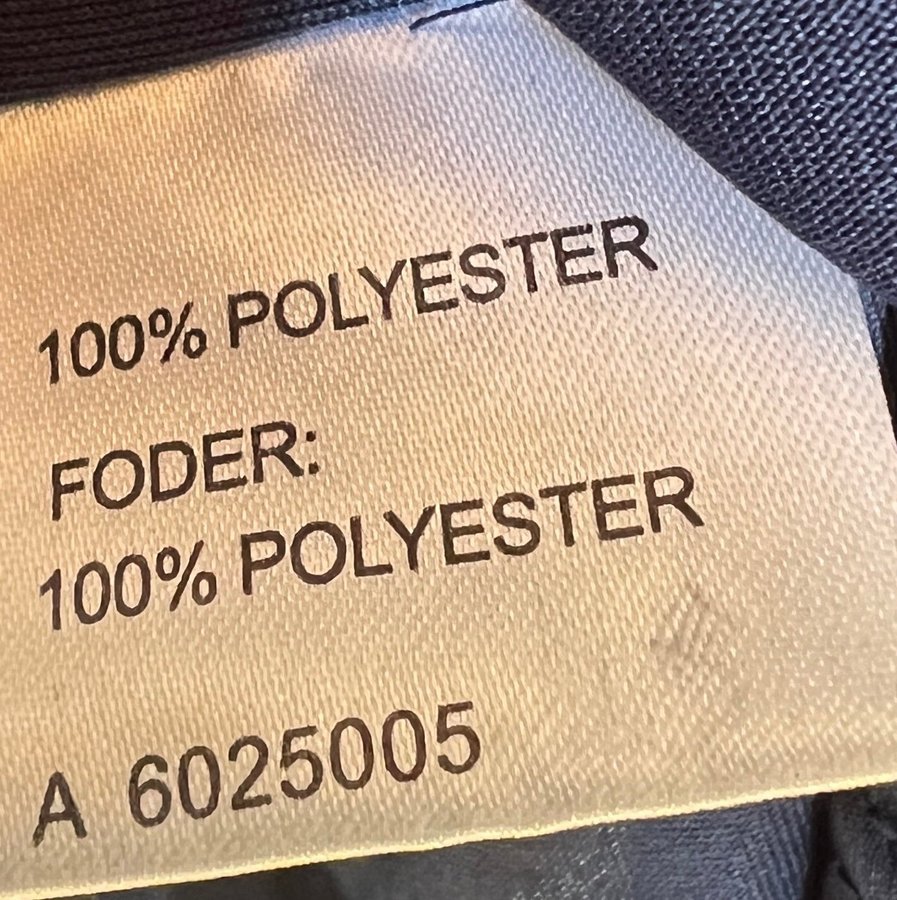 100% POLYESTER
FODER:
100% POLYESTER
A 6025005